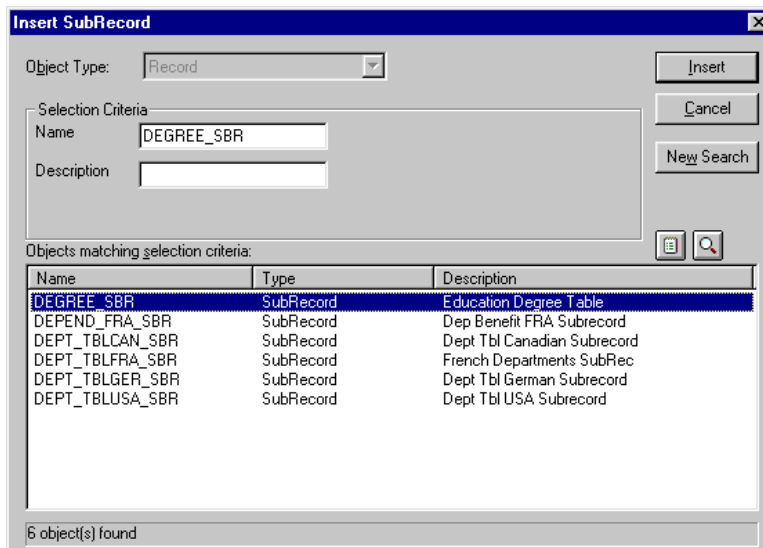 Insert SubRecord
Object Type: Record
Insert
Selection Criteria
Cancel
Name DEGREE_SBR
New Search
Description
Objects matching selection criteria:
Name Type Description
DEGREE_SBR SubRecord Education Degree Table
DEPEND_FRA_SBR SubRecord Dep Benefit FRA Subrecord
DEPT_TBLCAN_SBR SubRecord Dept Tbl Canadian Subrecord
DEPT_TBLFRA_SBR SubRecord French Departments SubRec
DEPT_TBLGER_SBR SubRecord Dept Tbl German Subrecord
DEPT_TBLUSA_SBR SubRecord Dept Tbl USA Subrecord
6 object(s) found